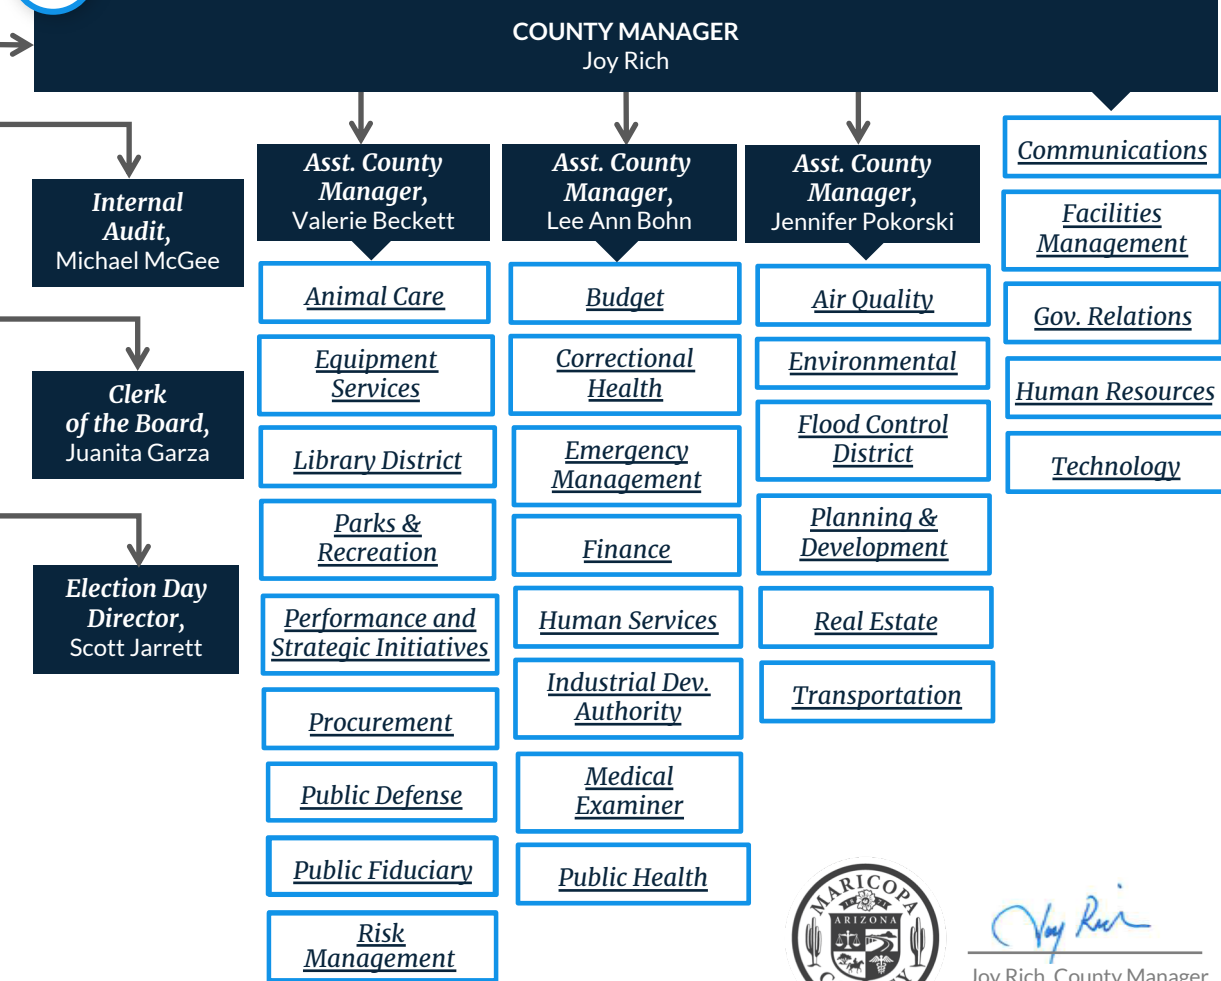 COUNTY MANAGER
Joy Rich
Internal
Audit,
Michael McGee
Clerk
of the Board,
Juanita Garza
Election Day
Director,
Scott Jarrett
Asst. County
Manager,
Valerie Beckett
Animal Care
Equipment
Services
Library District
Parks &
Recreation
Performance and
Strategic Initiatives
Procurement
Public Defense
Public Fiduciary
Risk
Management
Asst. County
Manager,
Lee Ann Bohn
Budget
Correctional
Health
Emergency
Management
Finance
Human Services
Industrial Dev.
Authority
Medical
Examiner
Public Health
Asst. County
Manager,
Jennifer Pokorski
Air Quality
Environmental
Flood Control
District
Planning &
Development
Real Estate
Transportation
Communications
Facilities
Management
Gov. Relations
Human Resources
Technology
MARICOPA
1871
ARIZONA
Joy Rich
Joy Rich, County Manager